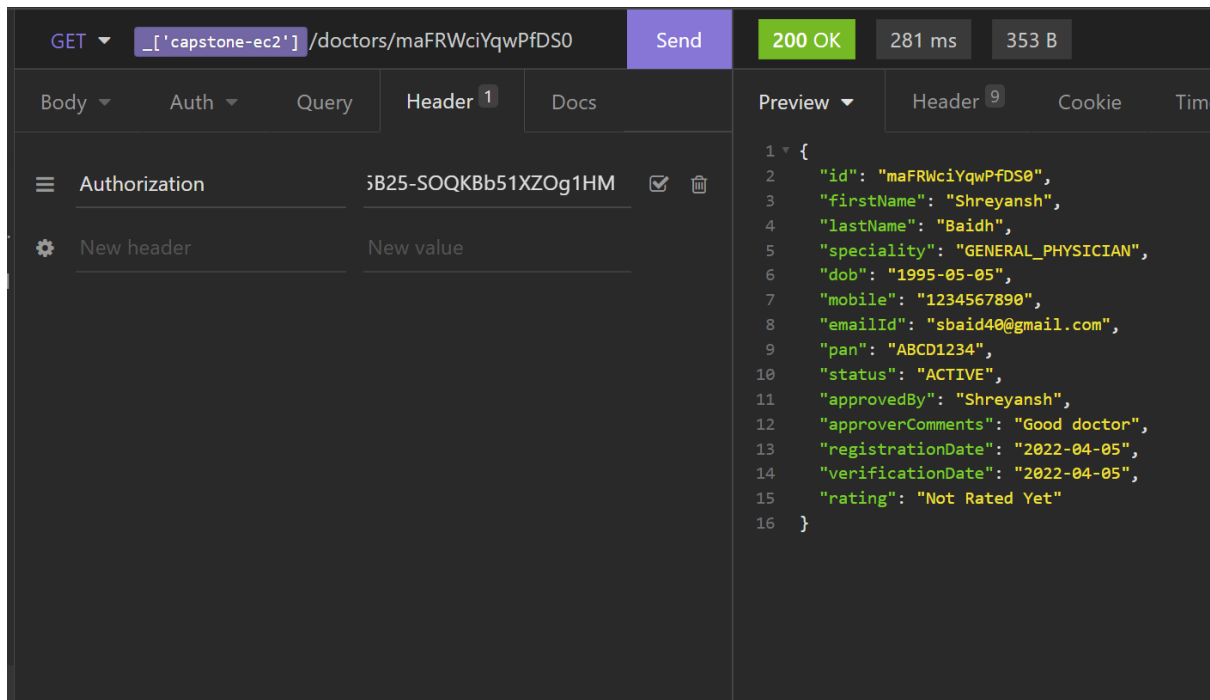 GET _['capstone-ec2'] /doctors/maFRWciYqwPfDS0 Send 200 OK 281 ms 353 B
Body Auth Query Header 1 Docs Preview Header 9 Cookie Tim
Authorization 5B25-SOQKBb51XZOg1HM
New header New value
1 {
2 "id": "maFRWciYqwPfDS0",
3 "firstName": "Shreyansh",
4 "lastName": "Baidh",
5 "speciality": "GENERAL_PHYSICIAN",
6 "dob": "1995-05-05",
7 "mobile": "1234567890",
8 "emailId": "sbaid40@gmail.com",
9 "pan": "ABCD1234",
10 "status": "ACTIVE",
11 "approvedBy": "Shreyansh",
12 "approverComments": "Good doctor",
13 "registrationDate": "2022-04-05",
14 "verificationDate": "2022-04-05",
15 "rating": "Not Rated Yet"
16 }